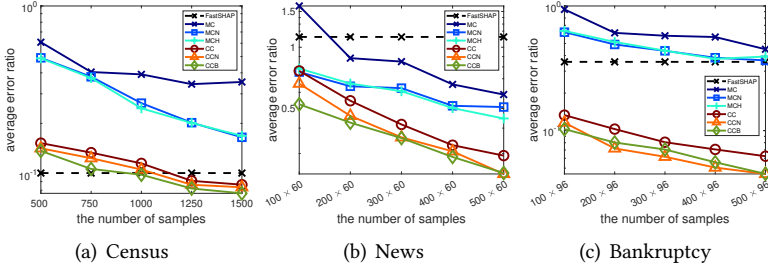 average error ratio
10⁰
10⁻¹
500 750 1000 1250 1500
the number of samples
FastSHAP
MC
MCN
MCH
CC
CCN
CCB
(a) Census
average error ratio
1.5
1
0.5
100 × 60 200 × 60 300 × 60 400 × 60 500 × 60
the number of samples
FastSHAP
MC
MCN
MCH
CC
CCN
CCB
(b) News
average error ratio
10⁰
10⁻¹
100 × 96 200 × 96 300 × 96 400 × 96 500 × 96
the number of samples
FastSHAP
MC
MCN
MCH
CC
CCN
CCB
(c) Bankruptcy